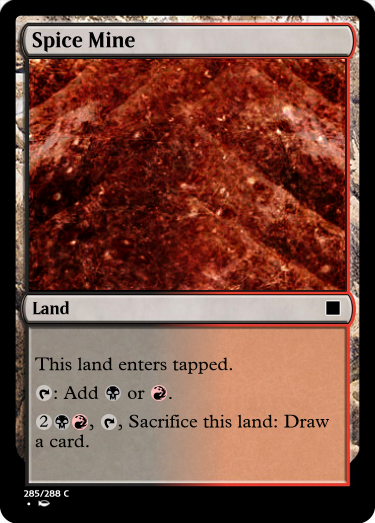 Spice Mine
Land
This land enters tapped.
: Add or .
2 , , Sacrifice this land: Draw
a card.
285/288 C